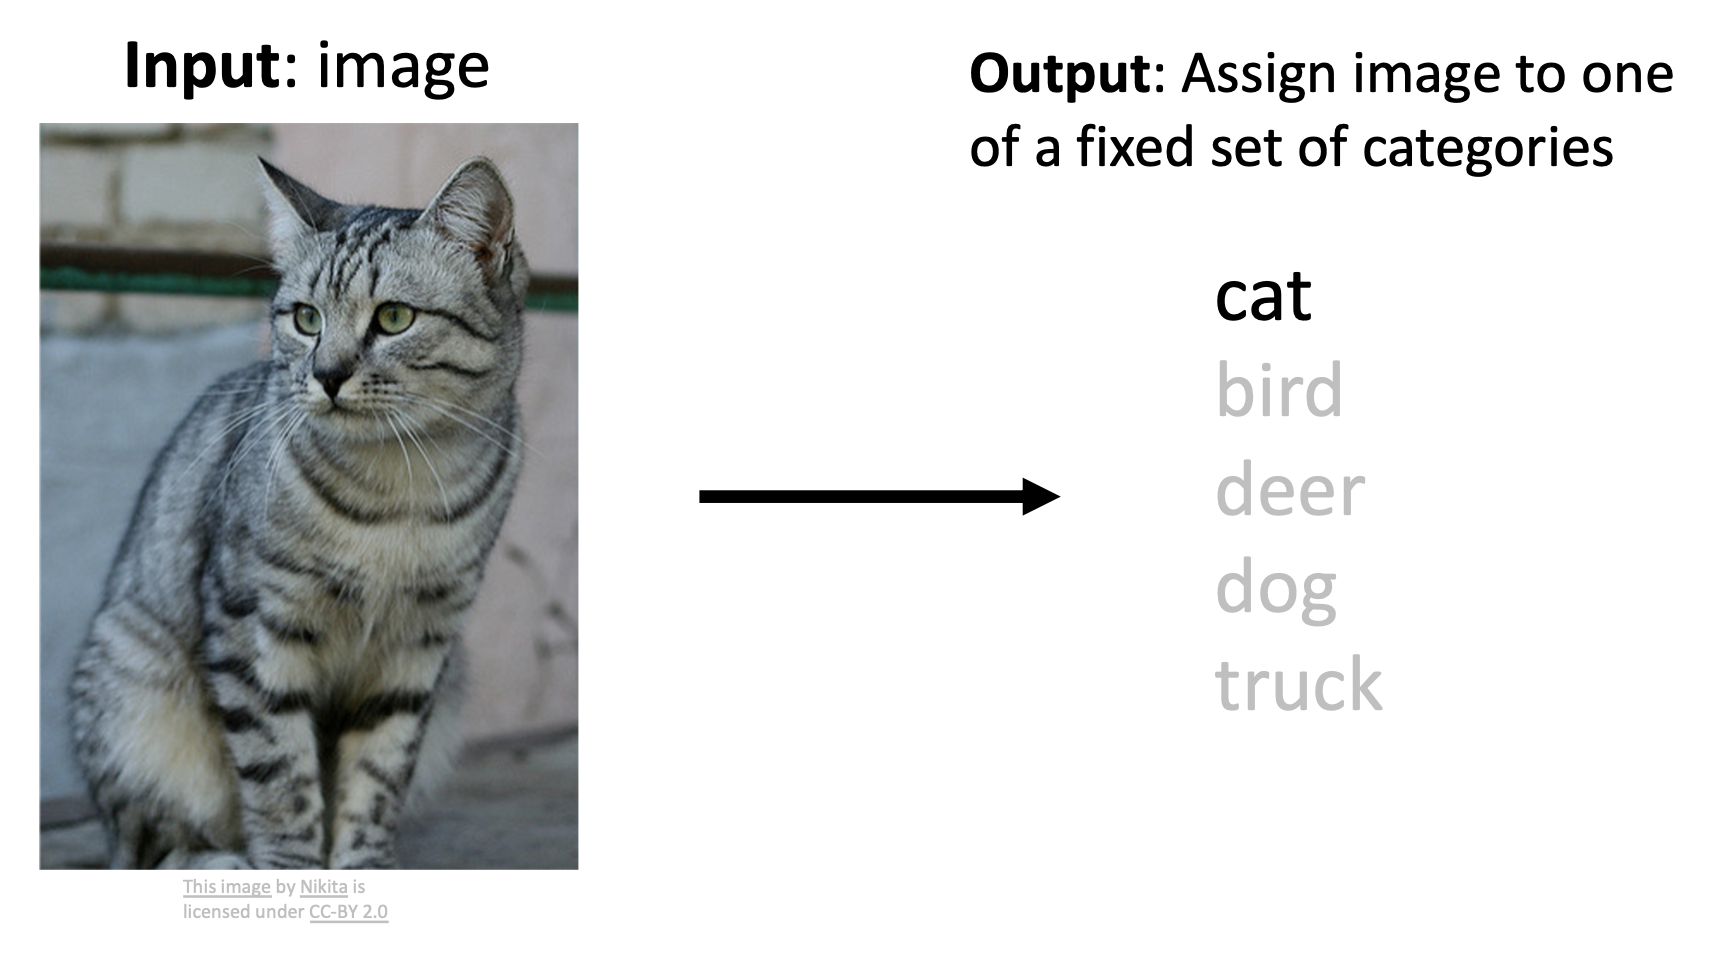 Input: image
Output: Assign image to one
of a fixed set of categories
cat
bird
deer
dog
truck
This image by Nikita is
licensed under CC-BY 2.0